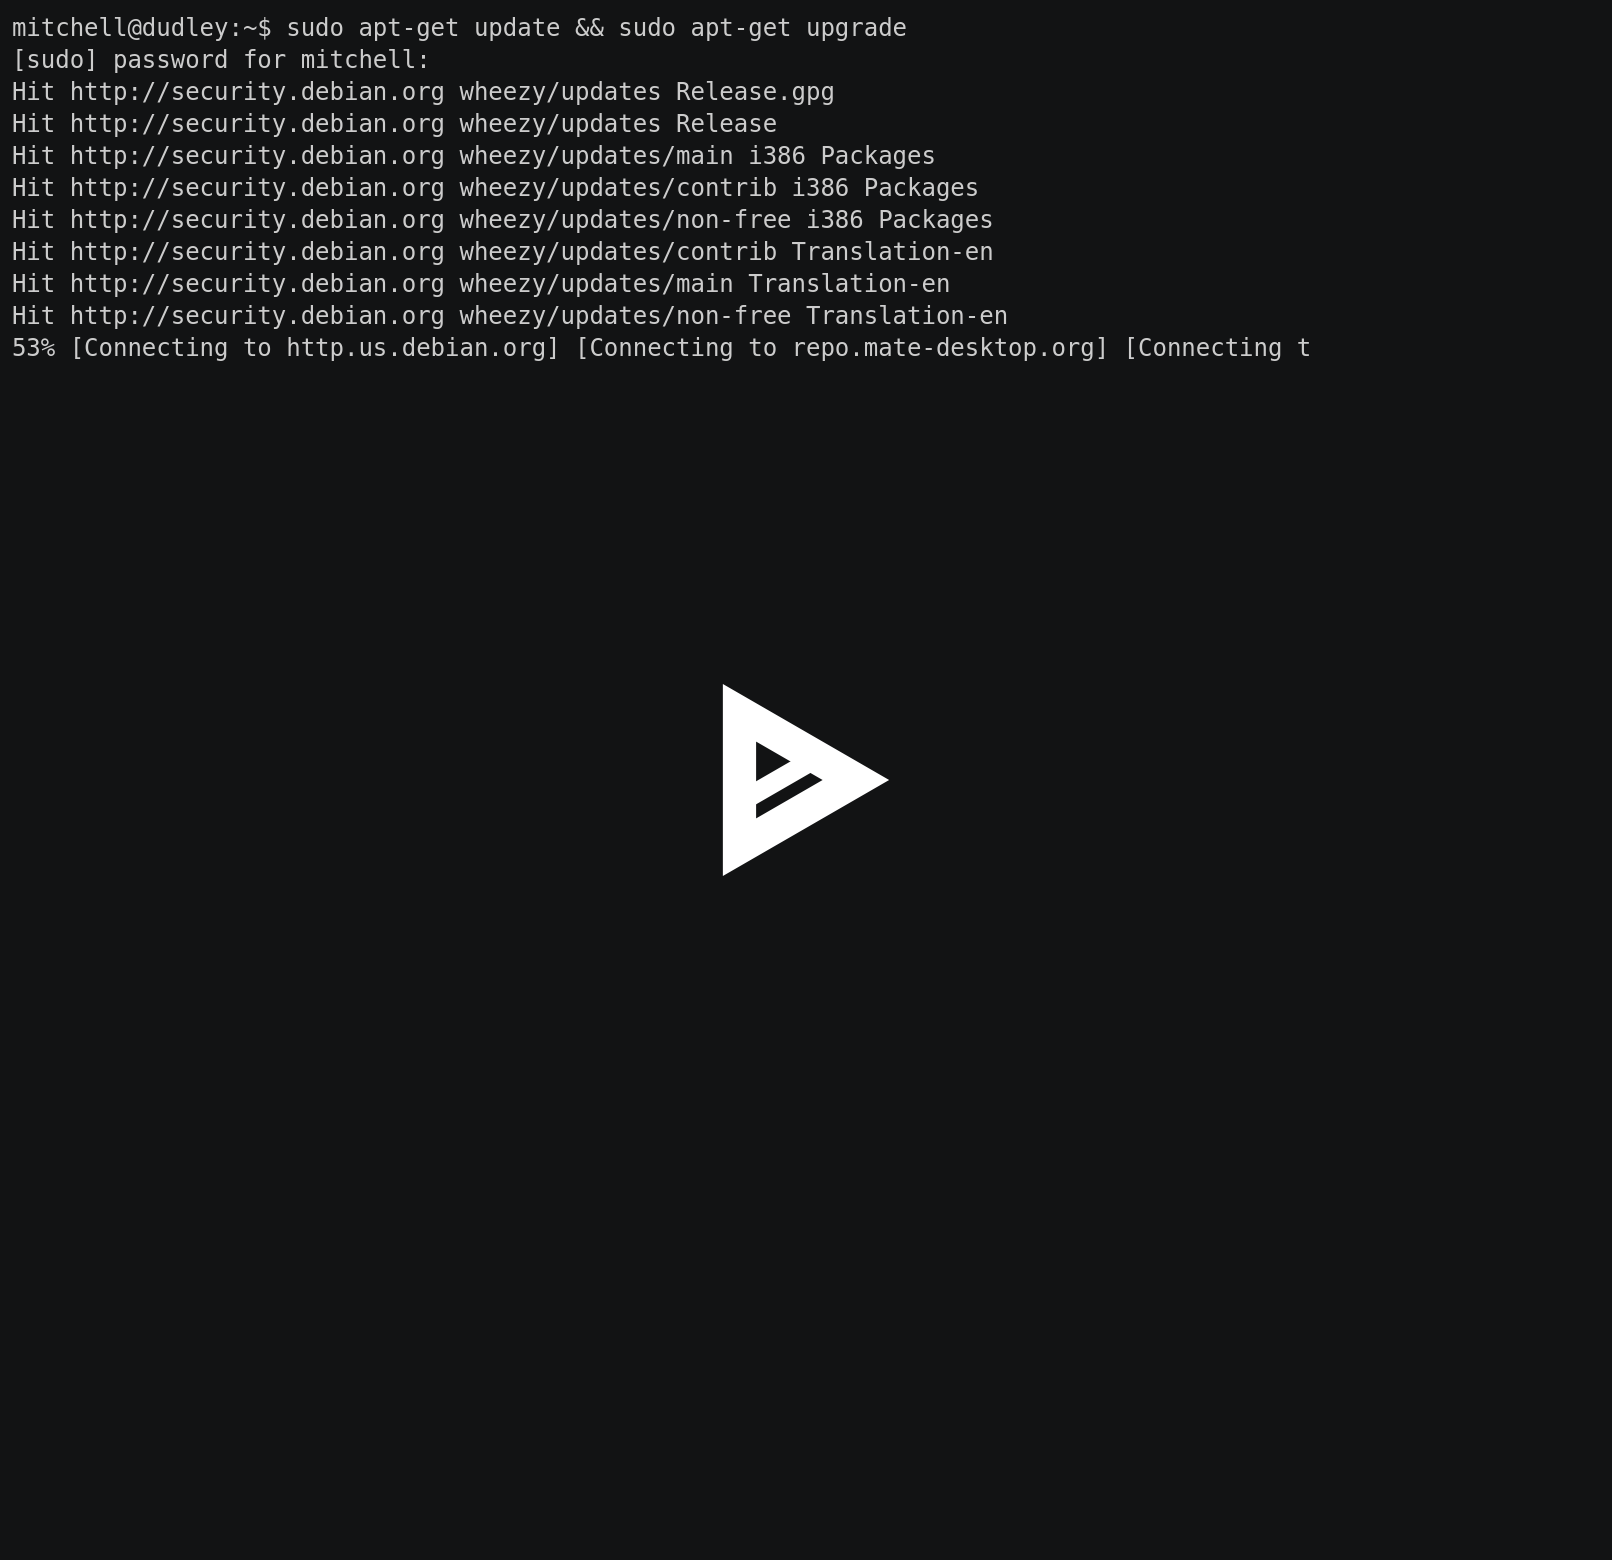 mitchell@dudley:~$ sudo apt-get update && sudo apt-get upgrade
[sudo] password for mitchell:
Hit http://security.debian.org wheezy/updates Release.gpg
Hit http://security.debian.org wheezy/updates Release
Hit http://security.debian.org wheezy/updates/main i386 Packages
Hit http://security.debian.org wheezy/updates/contrib i386 Packages
Hit http://security.debian.org wheezy/updates/non-free i386 Packages
Hit http://security.debian.org wheezy/updates/contrib Translation-en
Hit http://security.debian.org wheezy/updates/main Translation-en
Hit http://security.debian.org wheezy/updates/non-free Translation-en
53% [Connecting to http.us.debian.org] [Connecting to repo.mate-desktop.org] [Connecting t